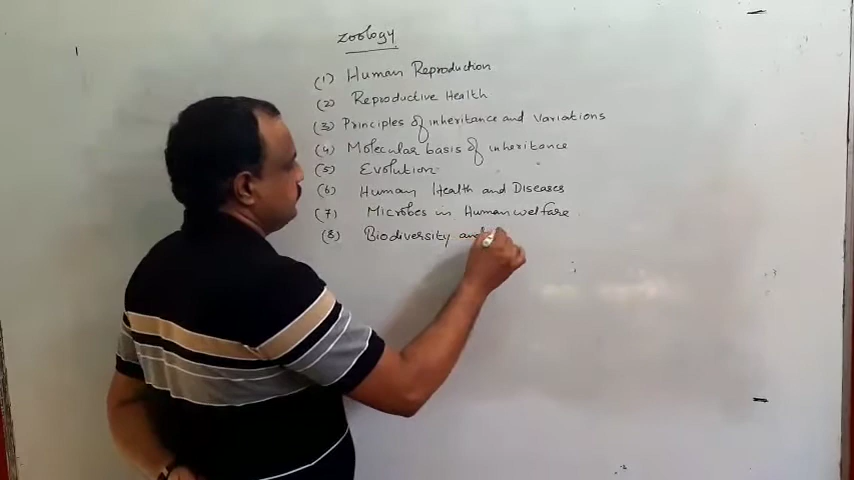 Zoology
(1) Human Reproduction
(2) Reproductive Health
(3) Principles of inheritance and variations
(4) Molecular basis of inheritance
(5) Evolution
(6) Human Health and Diseases
(7) Microbes in Human welfare
(8) Biodiversity and